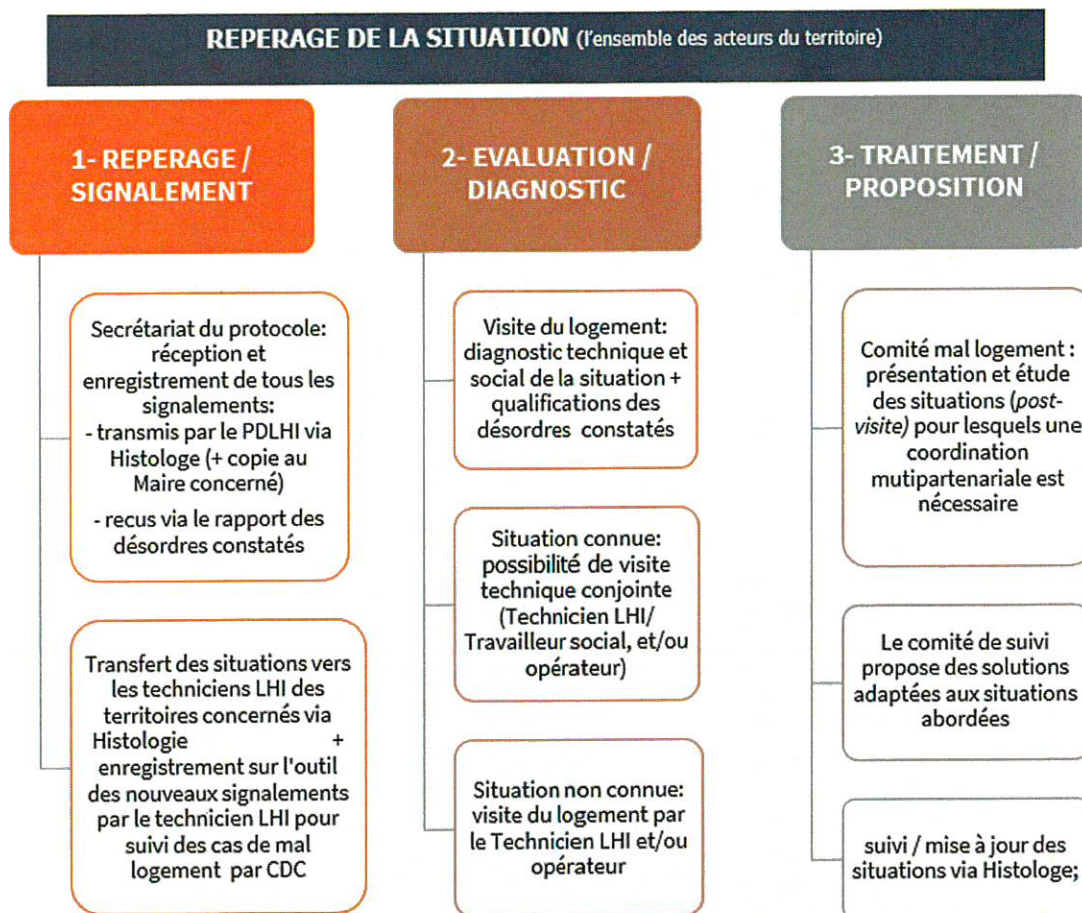 REPERAGE DE LA SITUATION (l'ensemble des acteurs du territoire)
1- REPERAGE /
SIGNALEMENT
Secrétariat du protocole:
réception et
enregistrement de tous les
signalements:
- transmis par le PDLHI via
Histologe (+ copie au
Maire concerné)
- recus via le rapport des
désordres constatés
Transfert des situations vers
les techniciens LHI des
territoires concernés via
Histologie +
enregistrement sur l'outil
des nouveaux signalements
par le technicien LHI pour
suivi des cas de mal
logement par CDC
2- EVALUATION /
DIAGNOSTIC
Visite du logement:
diagnostic technique et
social de la situation +
qualifications des
désordres constatés
Situation connue:
possibilité de visite
technique conjointe
(Technicien LHI/
Travailleur social, et/ou
opérateur)
Situation non connue:
visite du logement par
le Technicien LHI et/ou
opérateur
3- TRAITEMENT /
PROPOSITION
Comité mal logement :
présentation et étude
des situations (post-
visite) pour lesquels une
coordination
mutipartenariale est
nécessaire
Le comité de suivi
propose des solutions
adaptées aux situations
abordées
suivi / mise à jour des
situations via Histologe;